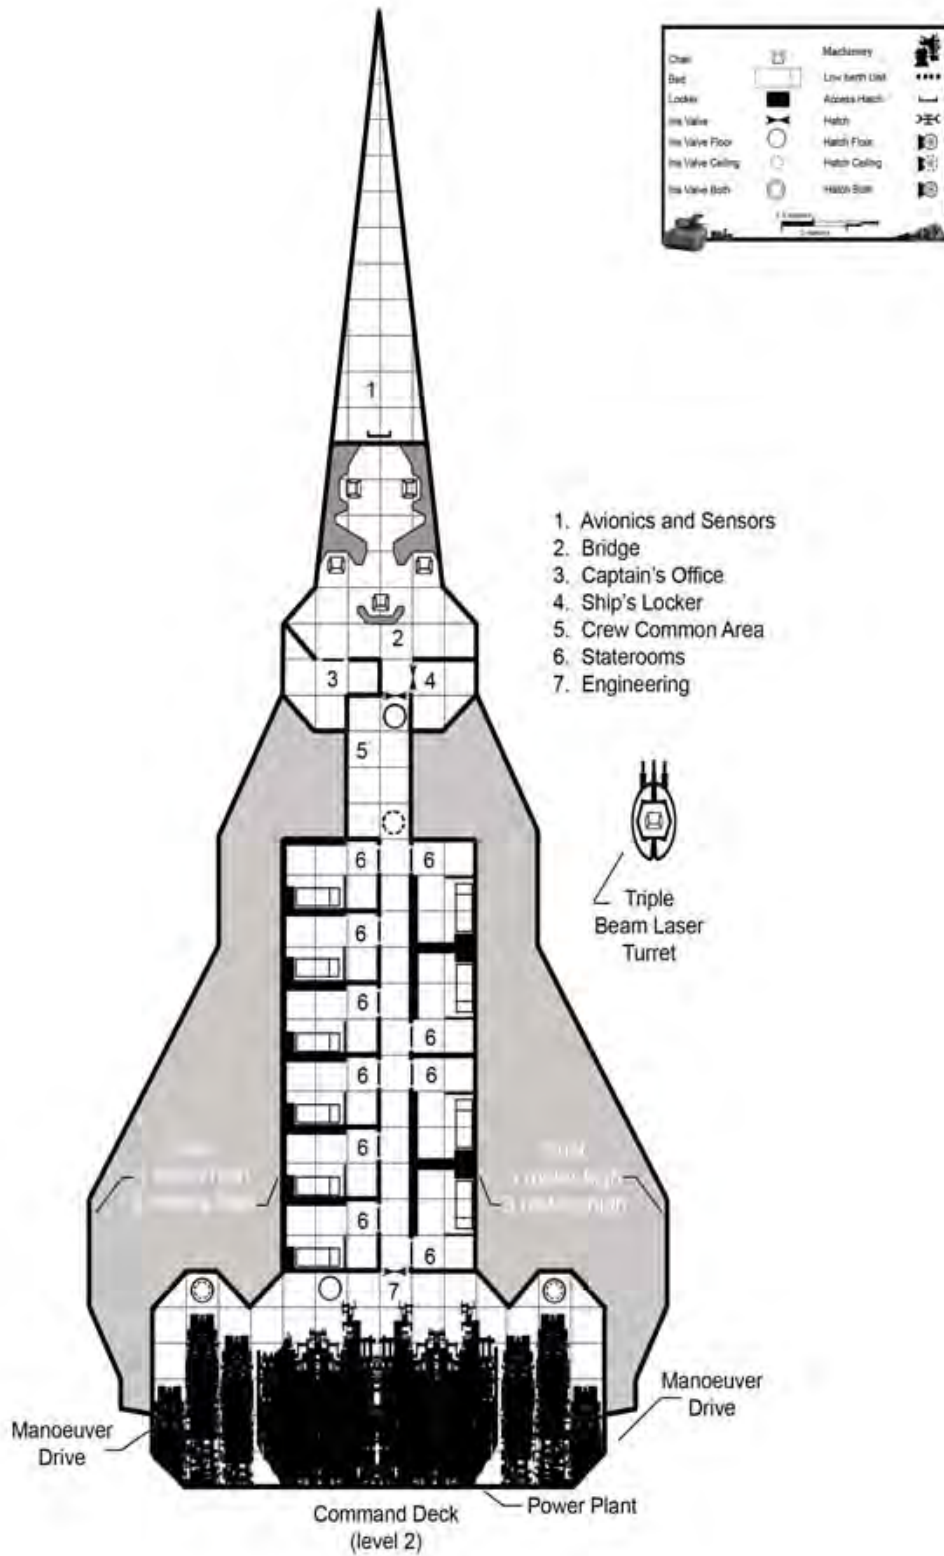 Chair
Machinery
Bed
Low berth Unit
Locker
Access Hatch
Iris Valve
Hatch
Iris Valve Floor
Hatch Floor
Iris Valve Ceiling
Hatch Ceiling
Iris Valve Both
Hatch Both
1
1. Avionics and Sensors
2. Bridge
3. Captain's Office
4. Ship's Locker
5. Crew Common Area
6. Staterooms
7. Engineering
2
3
4
5
6
6
6
6
6
6
6
6
6
6
7
Triple
Beam Laser
Turret
Manoeuver
Drive
Manoeuver
Drive
Power Plant
Command Deck
(level 2)